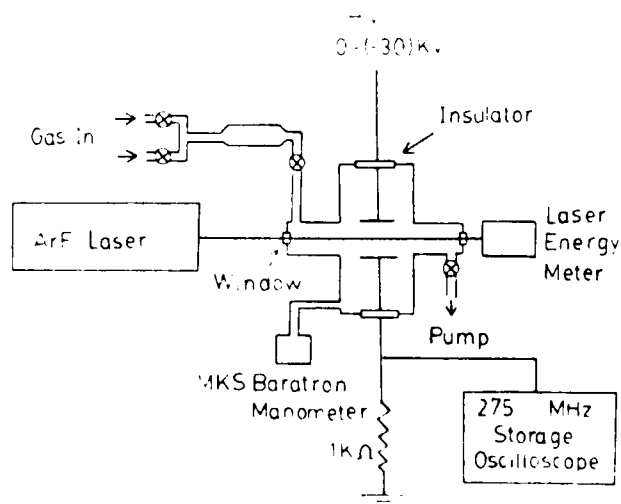 0-(-30)Kv
Insulator
Gas in
ArF Laser
Laser
Energy
Meter
Window
Pump
MKS Baratron
Manometer
1KΩ
275 MHz
Storage
Oscilloscope